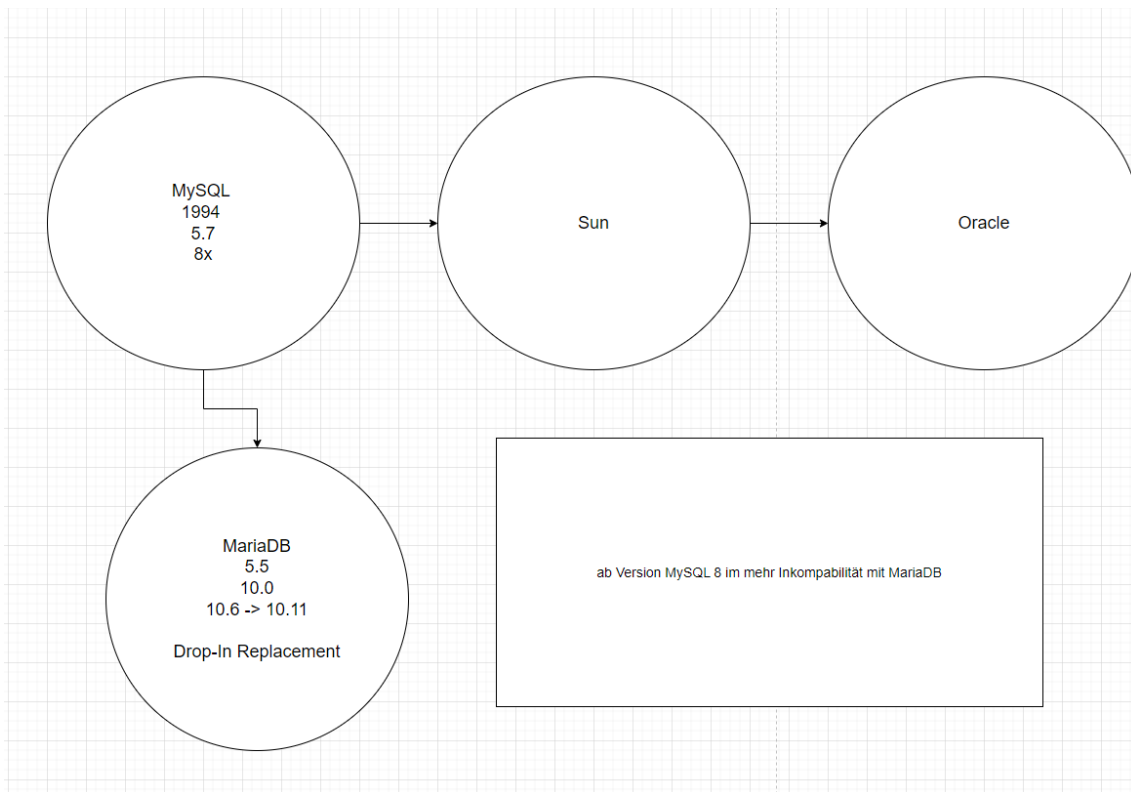 MySQL
1994
5.7
8x
Sun
Oracle
MariaDB
5.5
10.0
10.6 -> 10.11
Drop-In Replacement
ab Version MySQL 8 im mehr Inkompabilität mit MariaDB